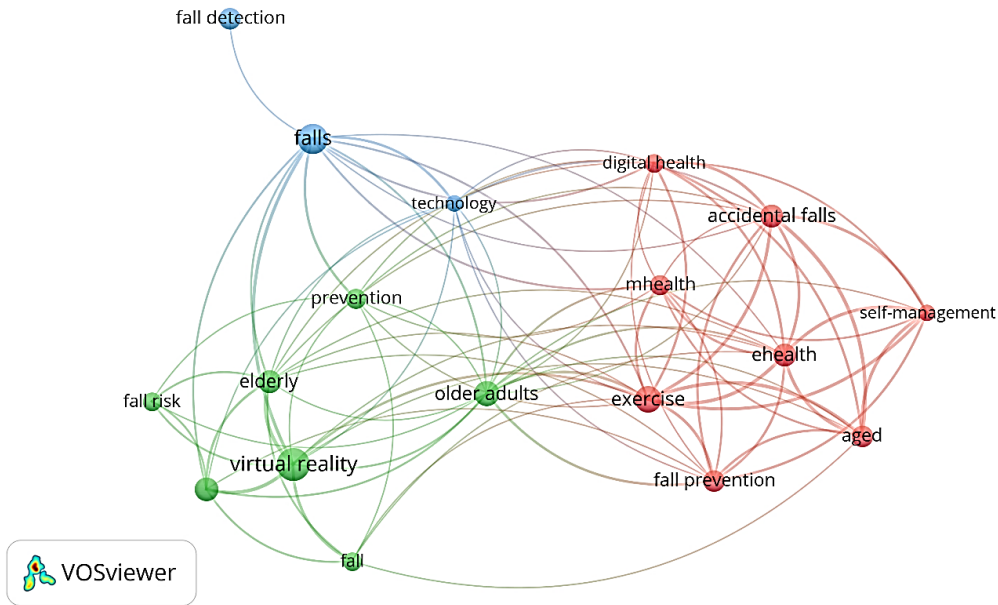 fall detection
falls
digital health
technology
accidental falls
mhealth
prevention
self-management
ehealth
elderly
older adults
exercise
fall risk
aged
virtual reality
fall prevention
fall
VOSviewer